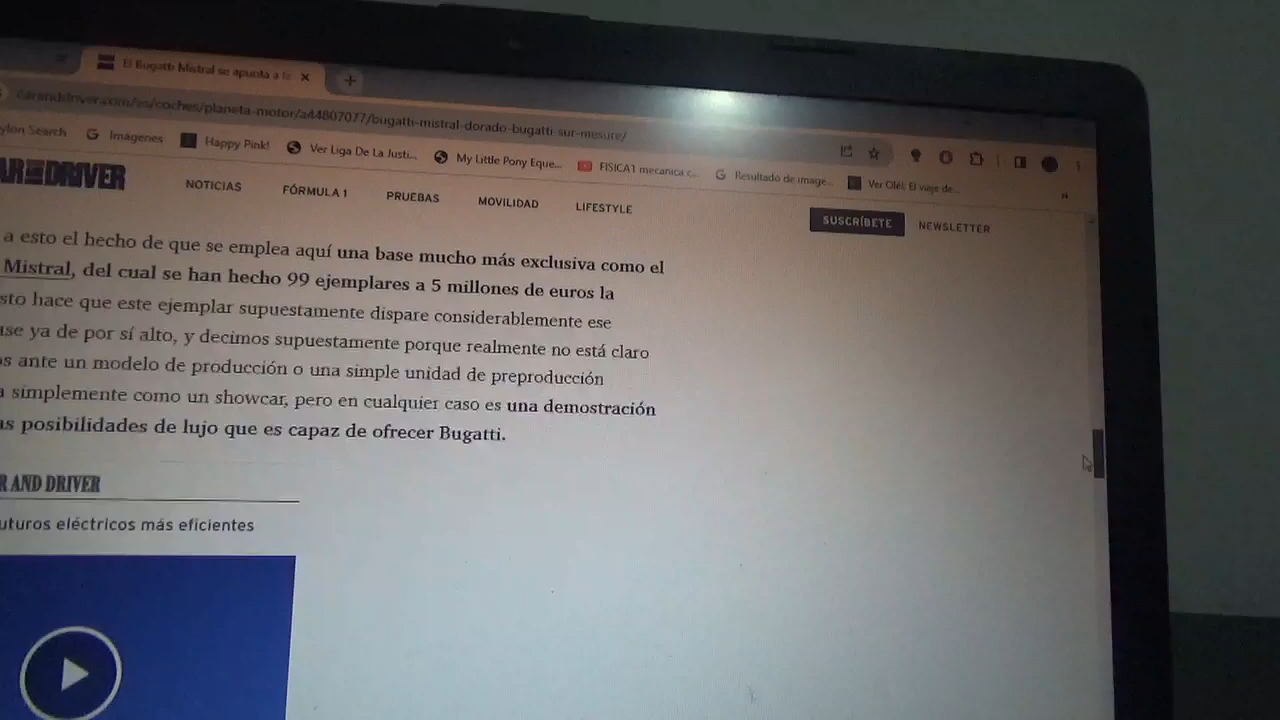 El Bugatti Mistral se apunta a la
caranddriver.com/es/coches/planeta-motor/a44807077/bugatti-mistral-dorado-bugatti-sur-mesure/
ylon Search
Imágenes
Happy Pink!
Ver Liga De La Justi...
My Little Pony Eque...
FISICA1 mecanica c...
Resultado de image...
Ver Olé!: El viaje de...
AR AND DRIVER
NOTICIAS
FÓRMULA 1
PRUEBAS
MOVILIDAD
LIFESTYLE
SUSCRÍBETE
NEWSLETTER
a esto el hecho de que se emplea aquí una base mucho más exclusiva como el
Mistral, del cual se han hecho 99 ejemplares a 5 millones de euros la
sto hace que este ejemplar supuestamente dispare considerablemente ese
ase ya de por sí alto, y decimos supuestamente porque realmente no está claro
os ante un modelo de producción o una simple unidad de preproducción
a simplemente como un showcar, pero en cualquier caso es una demostración
as posibilidades de lujo que es capaz de ofrecer Bugatti.
R AND DRIVER
uturos eléctricos más eficientes